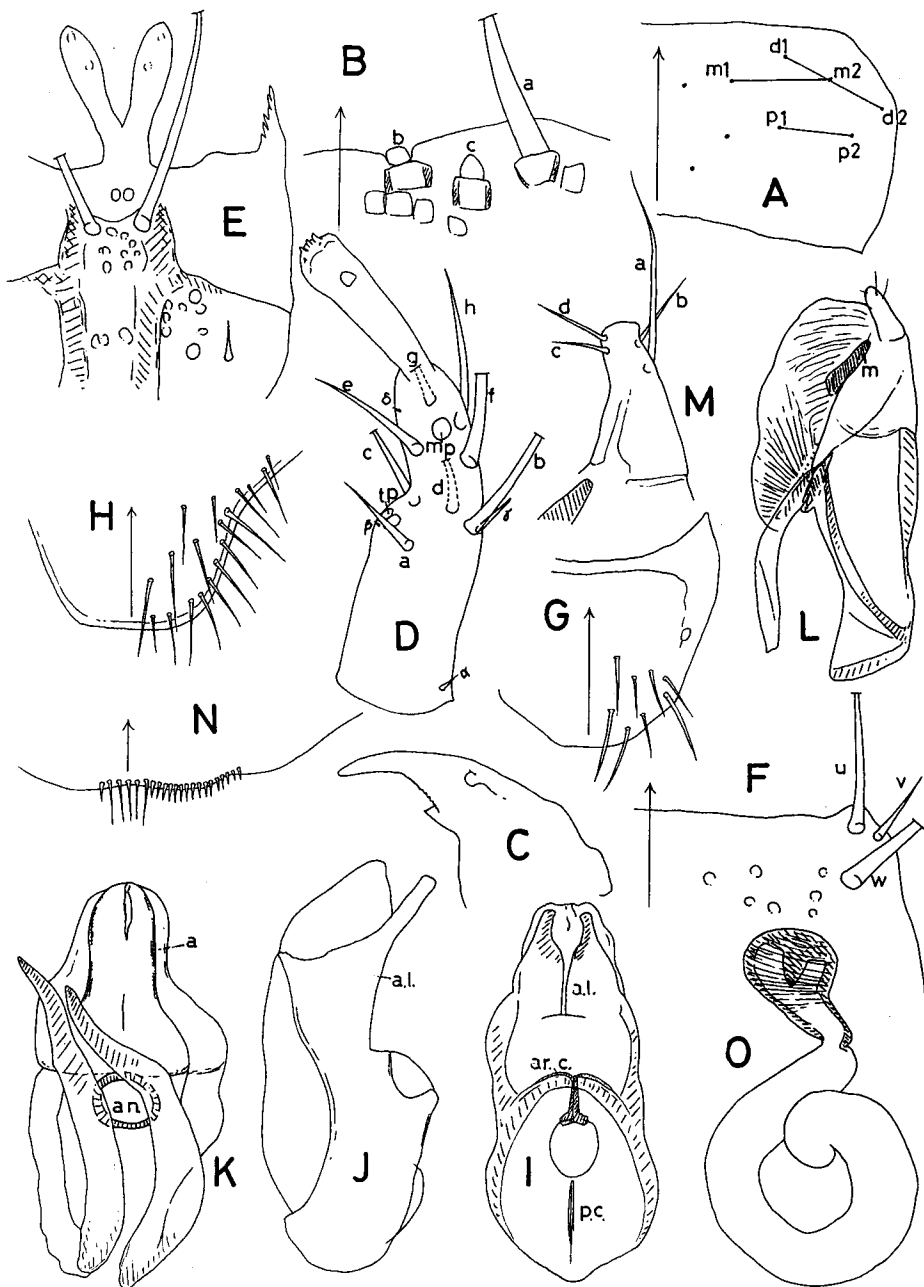 B
a
b
c
d1
m1
m2
d2
p1
p2
A
E
a
b
d
c
M
m
h
g
e
δ
f
c
mp
b
d
tp
β
γ
a
D
α
H
G
L
N
C
F
u
v
w
a
a.l.
a.l.
ar.c.
an
O
K
J
I
p.c.